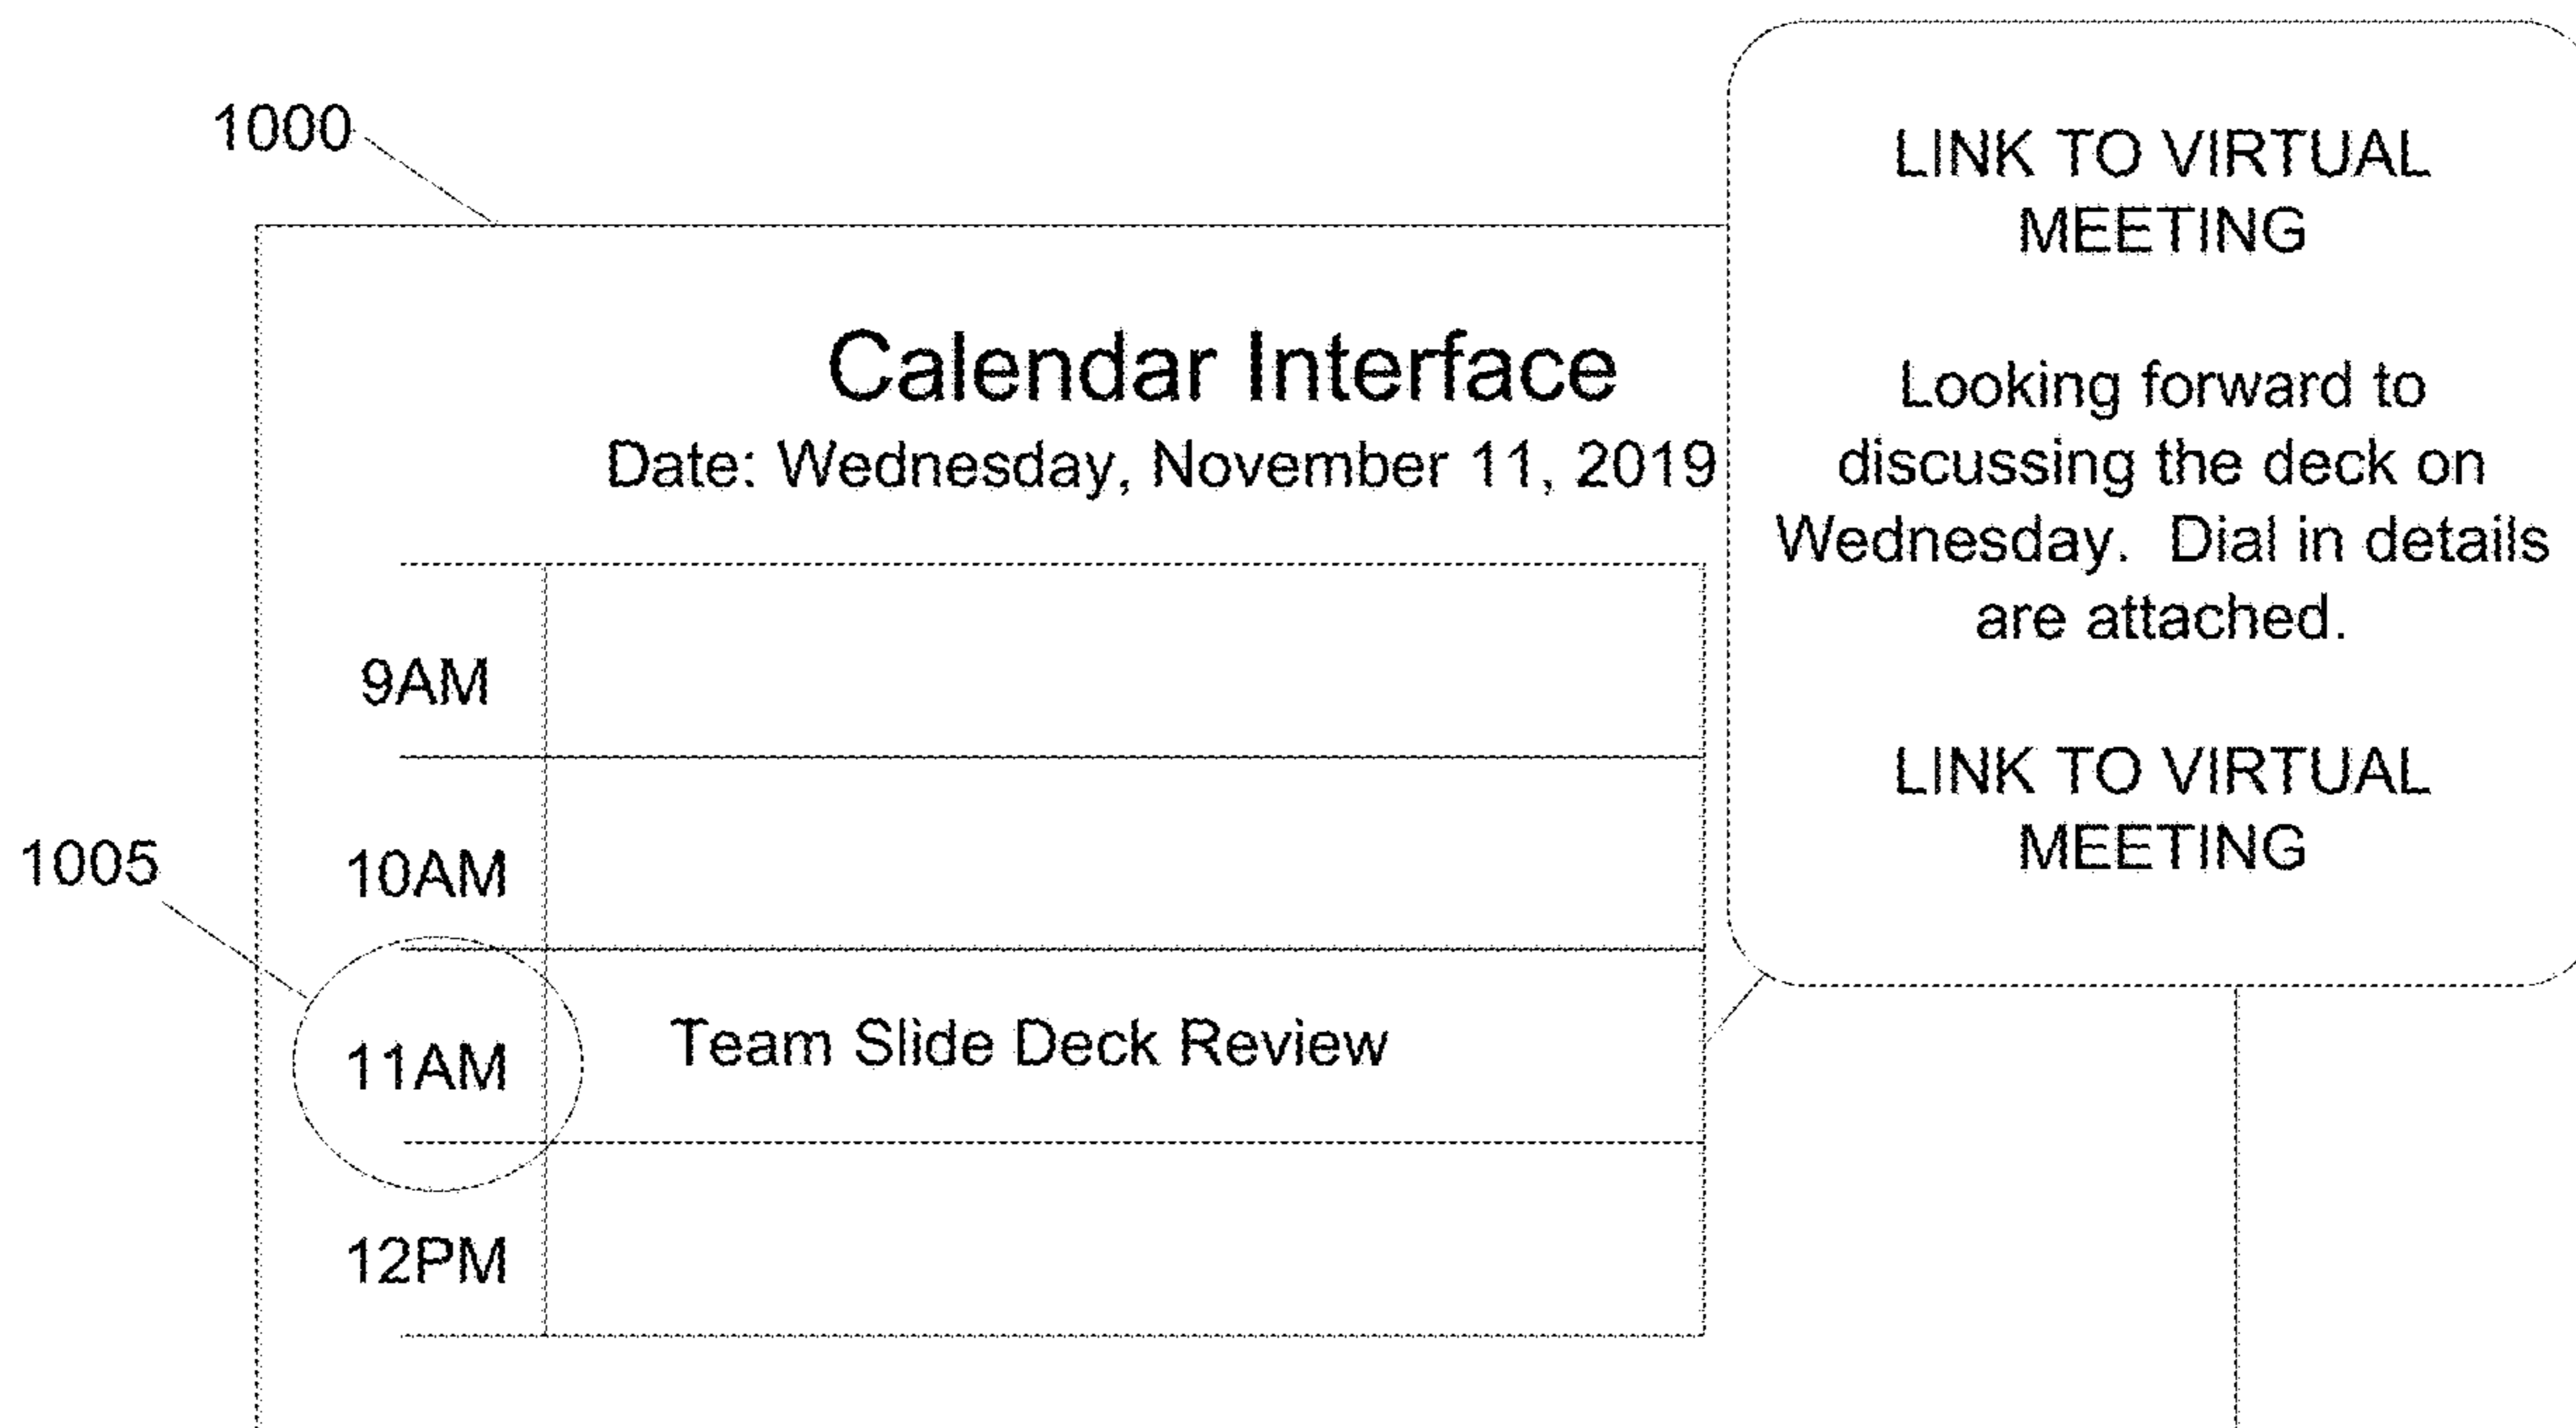 1000
Calendar Interface
Date: Wednesday, November 11, 2019
9AM
10AM
1005
11AM
Team Slide Deck Review
12PM
LINK TO VIRTUAL
MEETING
Looking forward to
discussing the deck on
Wednesday. Dial in details
are attached.
LINK TO VIRTUAL
MEETING